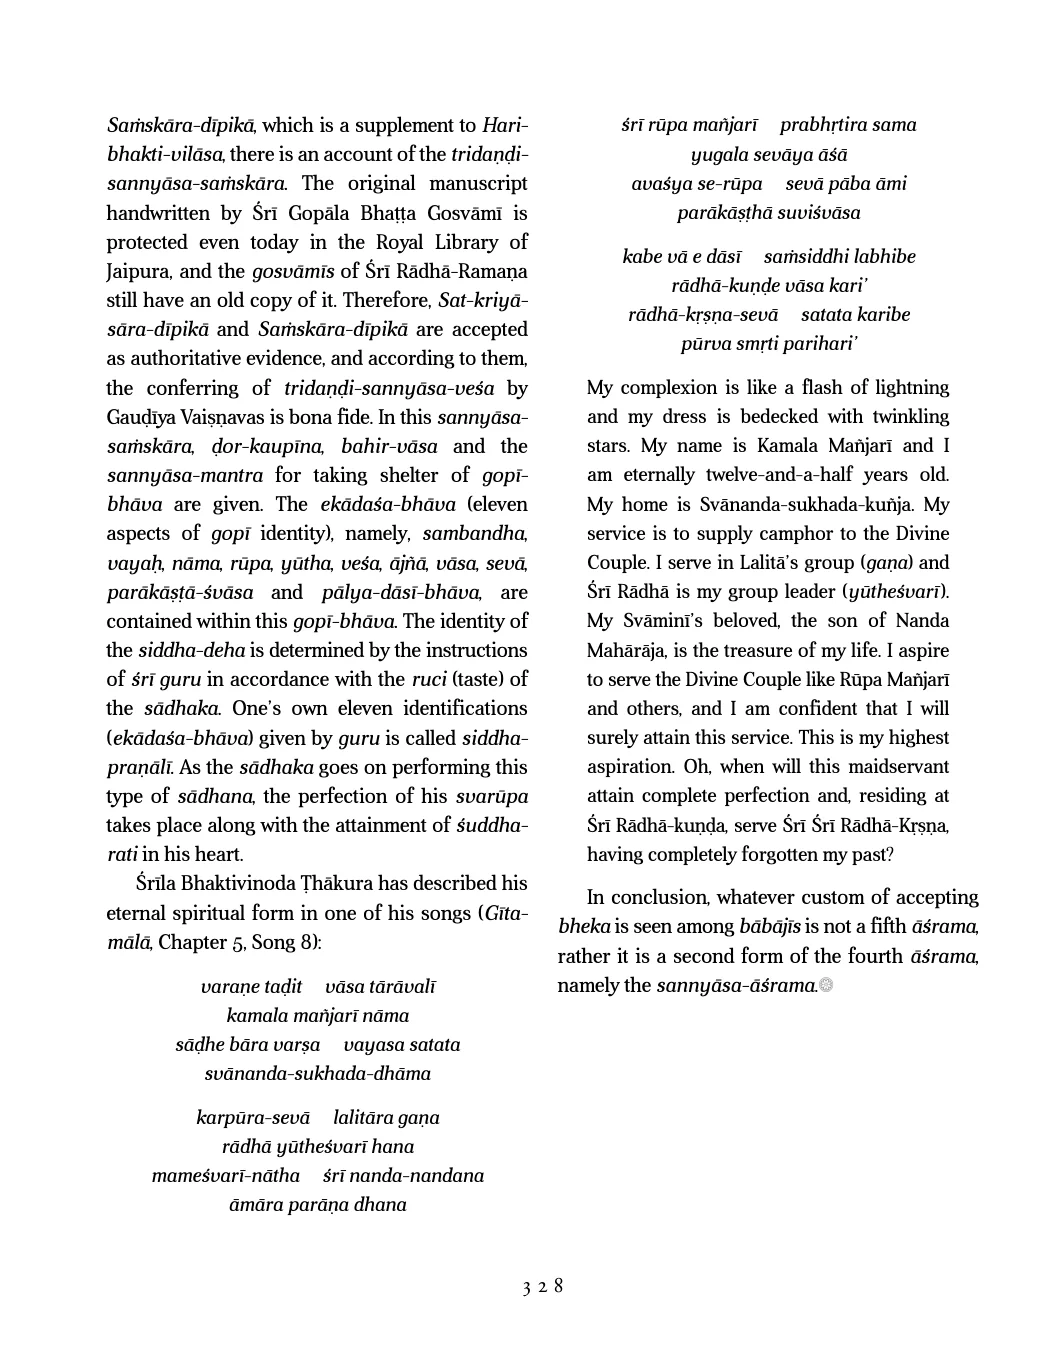 Saṁskāra-dīpikā, which is a supplement to Hari-
bhakti-vilāsa, there is an account of the tridaṇḍi-
sannyāsa-saṁskāra. The original manuscript
handwritten by Śrī Gopāla Bhaṭṭa Gosvāmī is
protected even today in the Royal Library of
Jaipura, and the gosvāmīs of Śrī Rādhā-Ramaṇa
still have an old copy of it. Therefore, Sat-kriyā-
sāra-dīpikā and Saṁskāra-dīpikā are accepted
as authoritative evidence, and according to them,
the conferring of tridaṇḍi-sannyāsa-veśa by
Gauḍīya Vaiṣṇavas is bona fide. In this sannyāsa-
saṁskāra, ḍor-kaupīna, bahir-vāsa and the
sannyāsa-mantra for taking shelter of gopī-
bhāva are given. The ekādaśa-bhāva (eleven
aspects of gopī identity), namely, sambandha,
vayaḥ, nāma, rūpa, yūtha, veśa, ājñā, vāsa, sevā,
parākāṣṭā-śvāsa and pālya-dāsī-bhāva, are
contained within this gopī-bhāva. The identity of
the siddha-deha is determined by the instructions
of śrī guru in accordance with the ruci (taste) of
the sādhaka. One's own eleven identifications
(ekādaśa-bhāva) given by guru is called siddha-
praṇālī. As the sādhaka goes on performing this
type of sādhana, the perfection of his svarūpa
takes place along with the attainment of śuddha-
rati in his heart.
Śrīla Bhaktivinoda Ṭhākura has described his
eternal spiritual form in one of his songs (Gīta-
mālā, Chapter 5, Song 8):
varaṇe taḍit vāsa tārāvalī
kamala mañjarī nāma
sāḍhe bāra varṣa vayasa satata
svānanda-sukhada-dhāma
karpūra-sevā lalitāra gaṇa
rādhā yūtheśvarī hana
mameśvarī-nātha śrī nanda-nandana
āmāra parāṇa dhana
śrī rūpa mañjarī prabhṛtira sama
yugala sevāya āśā
avaśya se-rūpa sevā pāba āmi
parākāṣṭhā suviśvāsa
kabe vā e dāsī saṁsiddhi labhibe
rādhā-kuṇḍe vāsa kari'
rādhā-kṛṣṇa-sevā satata karibe
pūrva smṛti parihari'
My complexion is like a flash of lightning
and my dress is bedecked with twinkling
stars. My name is Kamala Mañjarī and I
am eternally twelve-and-a-half years old.
My home is Svānanda-sukhada-kuñja. My
service is to supply camphor to the Divine
Couple. I serve in Lalitā's group (gaṇa) and
Śrī Rādhā is my group leader (yūtheśvarī).
My Svāminī's beloved, the son of Nanda
Mahārāja, is the treasure of my life. I aspire
to serve the Divine Couple like Rūpa Mañjarī
and others, and I am confident that I will
surely attain this service. This is my highest
aspiration. Oh, when will this maidservant
attain complete perfection and, residing at
Śrī Rādhā-kuṇḍa, serve Śrī Śrī Rādhā-Kṛṣṇa,
having completely forgotten my past?
In conclusion, whatever custom of accepting
bheka is seen among bābājīs is not a fifth āśrama,
rather it is a second form of the fourth āśrama,
namely the sannyāsa-āśrama.
328